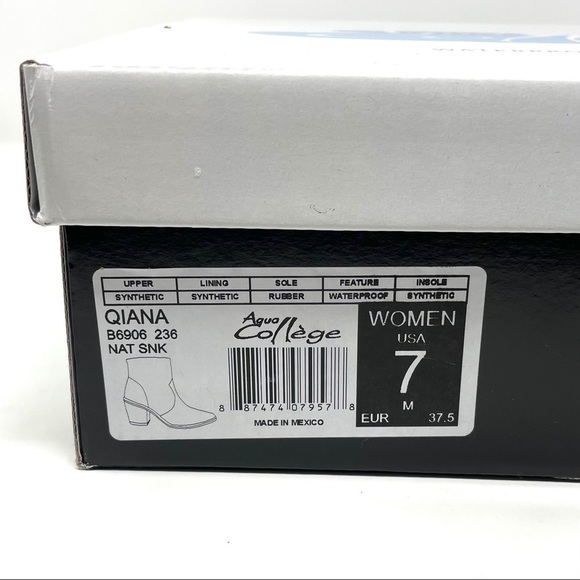 UPPER LINING SOLE FEATURE INSOLE
SYNTHETIC SYNTHETIC RUBBER WATERPROOF SYNTHETIC
QIANA
B6906 236
NAT SNK
Aqua
Collège
8 87474 07957 8
MADE IN MEXICO
WOMEN
USA
7
M
EUR 37.5